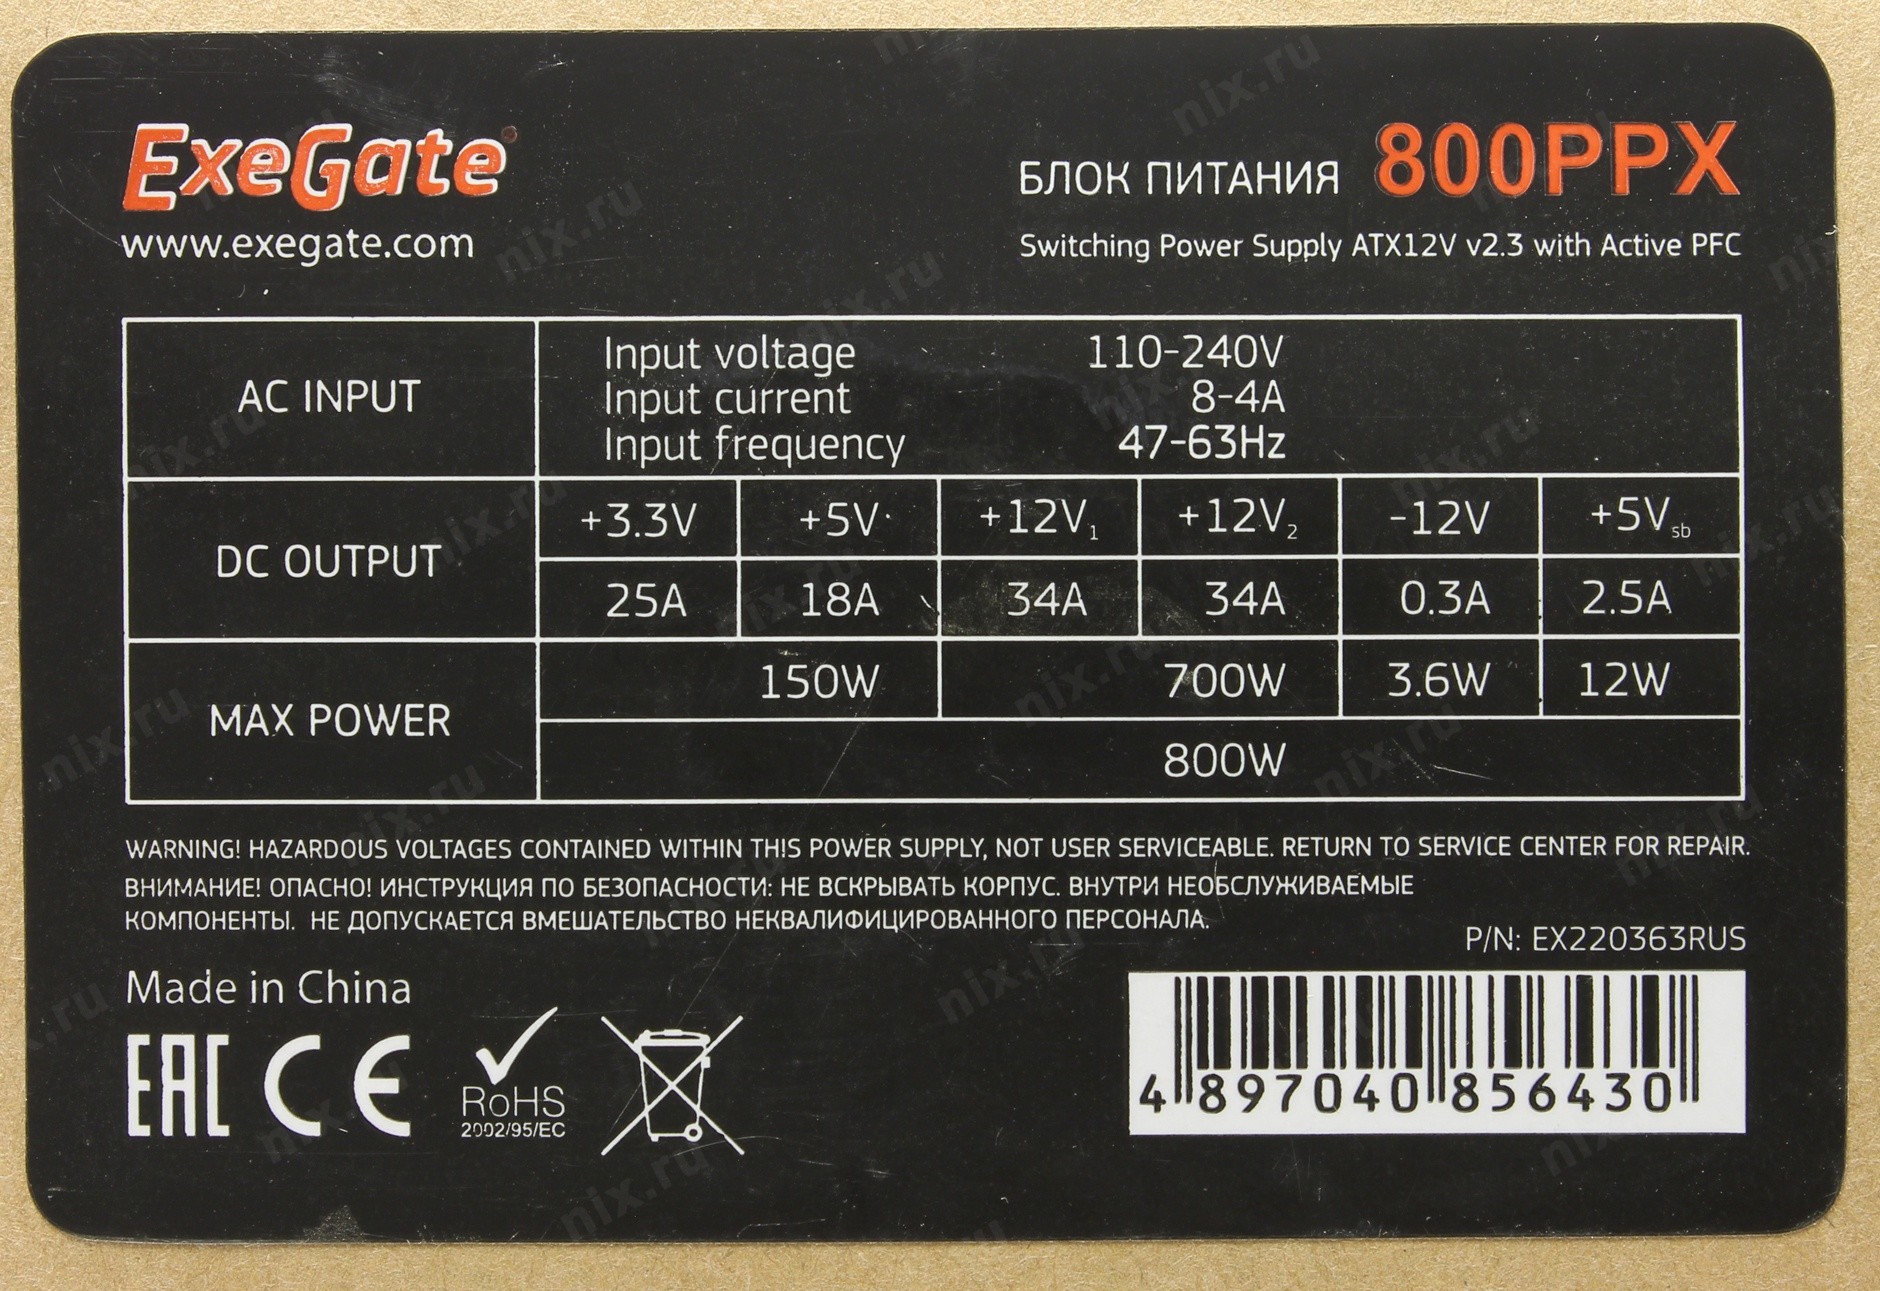 ExeGate
www.exegate.com
БЛОК ПИТАНИЯ 800PPX
Switching Power Supply ATX12V v2.3 with Active PFC
AC INPUT
Input voltage 110-240V
Input current 8-4A
Input frequency 47-63Hz
DC OUTPUT
+3.3V +5V +12V1 +12V2 -12V +5Vsb
25A 18A 34A 34A 0.3A 2.5A
MAX POWER
150W 700W 3.6W 12W
800W
WARNING! HAZARDOUS VOLTAGES CONTAINED WITHIN THIS POWER SUPPLY, NOT USER SERVICEABLE. RETURN TO SERVICE CENTER FOR REPAIR.
ВНИМАНИЕ! ОПАСНО! ИНСТРУКЦИЯ ПО БЕЗОПАСНОСТИ: НЕ ВСКРЫВАТЬ КОРПУС. ВНУТРИ НЕОБСЛУЖИВАЕМЫЕ
КОМПОНЕНТЫ. НЕ ДОПУСКАЕТСЯ ВМЕШАТЕЛЬСТВО НЕКВАЛИФИЦИРОВАННОГО ПЕРСОНАЛА.
P/N: EX220363RUS
Made in China
EAC CE RoHS
2002/95/EC
4 897040 856430
nix.ru